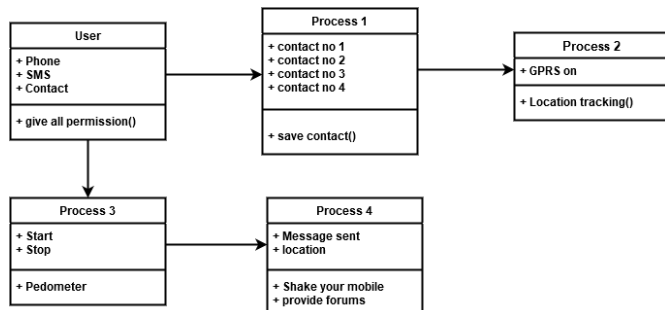 User
+ Phone
+ SMS
+ Contact
+ give all permission()
Process 1
+ contact no 1
+ contact no 2
+ contact no 3
+ contact no 4
+ save contact()
Process 2
+ GPRS on
+ Location tracking()
Process 3
+ Start
+ Stop
+ Pedometer
Process 4
+ Message sent
+ location
+ Shake your mobile
+ provide forums